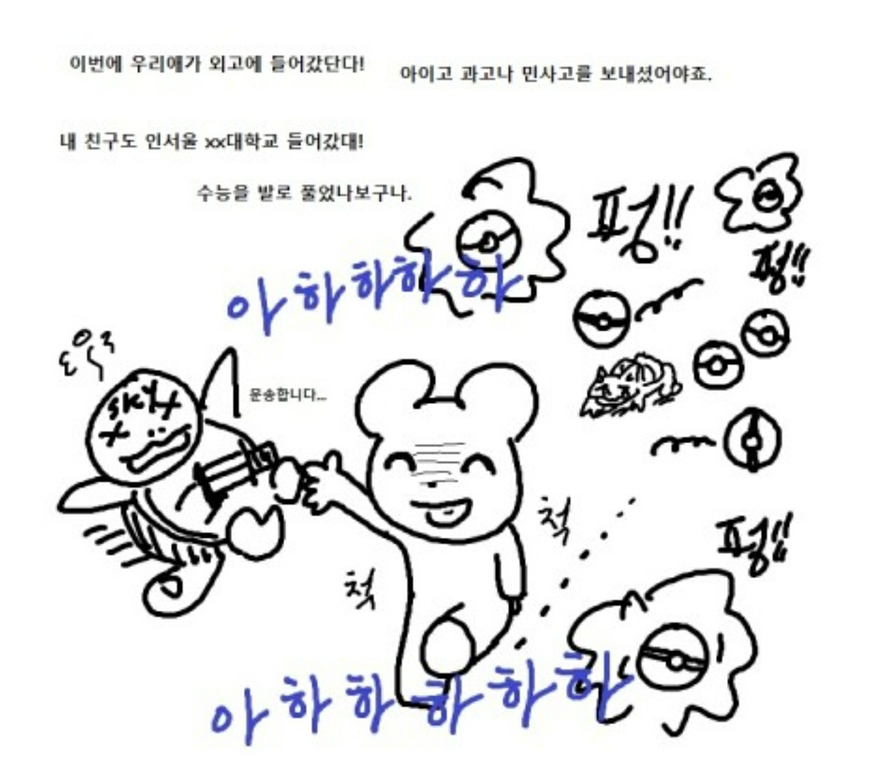 이번에 우리애가 외고에 들어갔단다!
아이고 과고나 민사고를 보내셨어야죠.
내 친구도 인서울 xx대학교 들어갔대!
수능을 발로 풀었나보구나.
펑!!
아 하 하 하 하
펑!!
윽
SKY
문송합니다...
척
척
펑!!
아 하 하 하 하 하